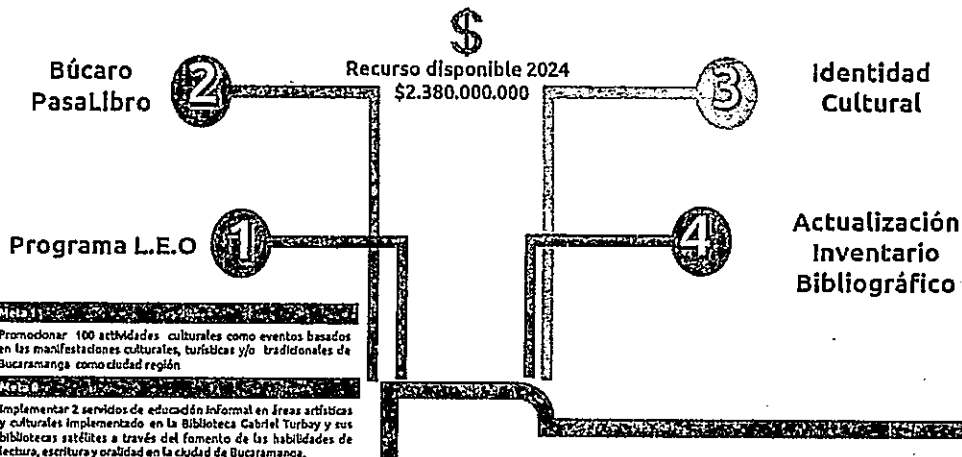 $
Recurso disponible 2024
$2.380.000.000
Búcaro
PasaLibro
2
3
Identidad
Cultural
Programa L.E.O
1
4
Actualización
Inventario
Bibliográfico
Promocionar 100 actividades culturales como eventos basados
en las manifestaciones culturales, turísticas y/o tradicionales de
Bucaramanga como ciudad región
Implementar 2 servicios de educación informal en áreas artísticas
y culturales implementado en la Biblioteca Gabriel Turbay y sus
bibliotecas satélites a través del fomento de las habilidades de
lectura, escritura y oralidad en la ciudad de Bucaramanga.